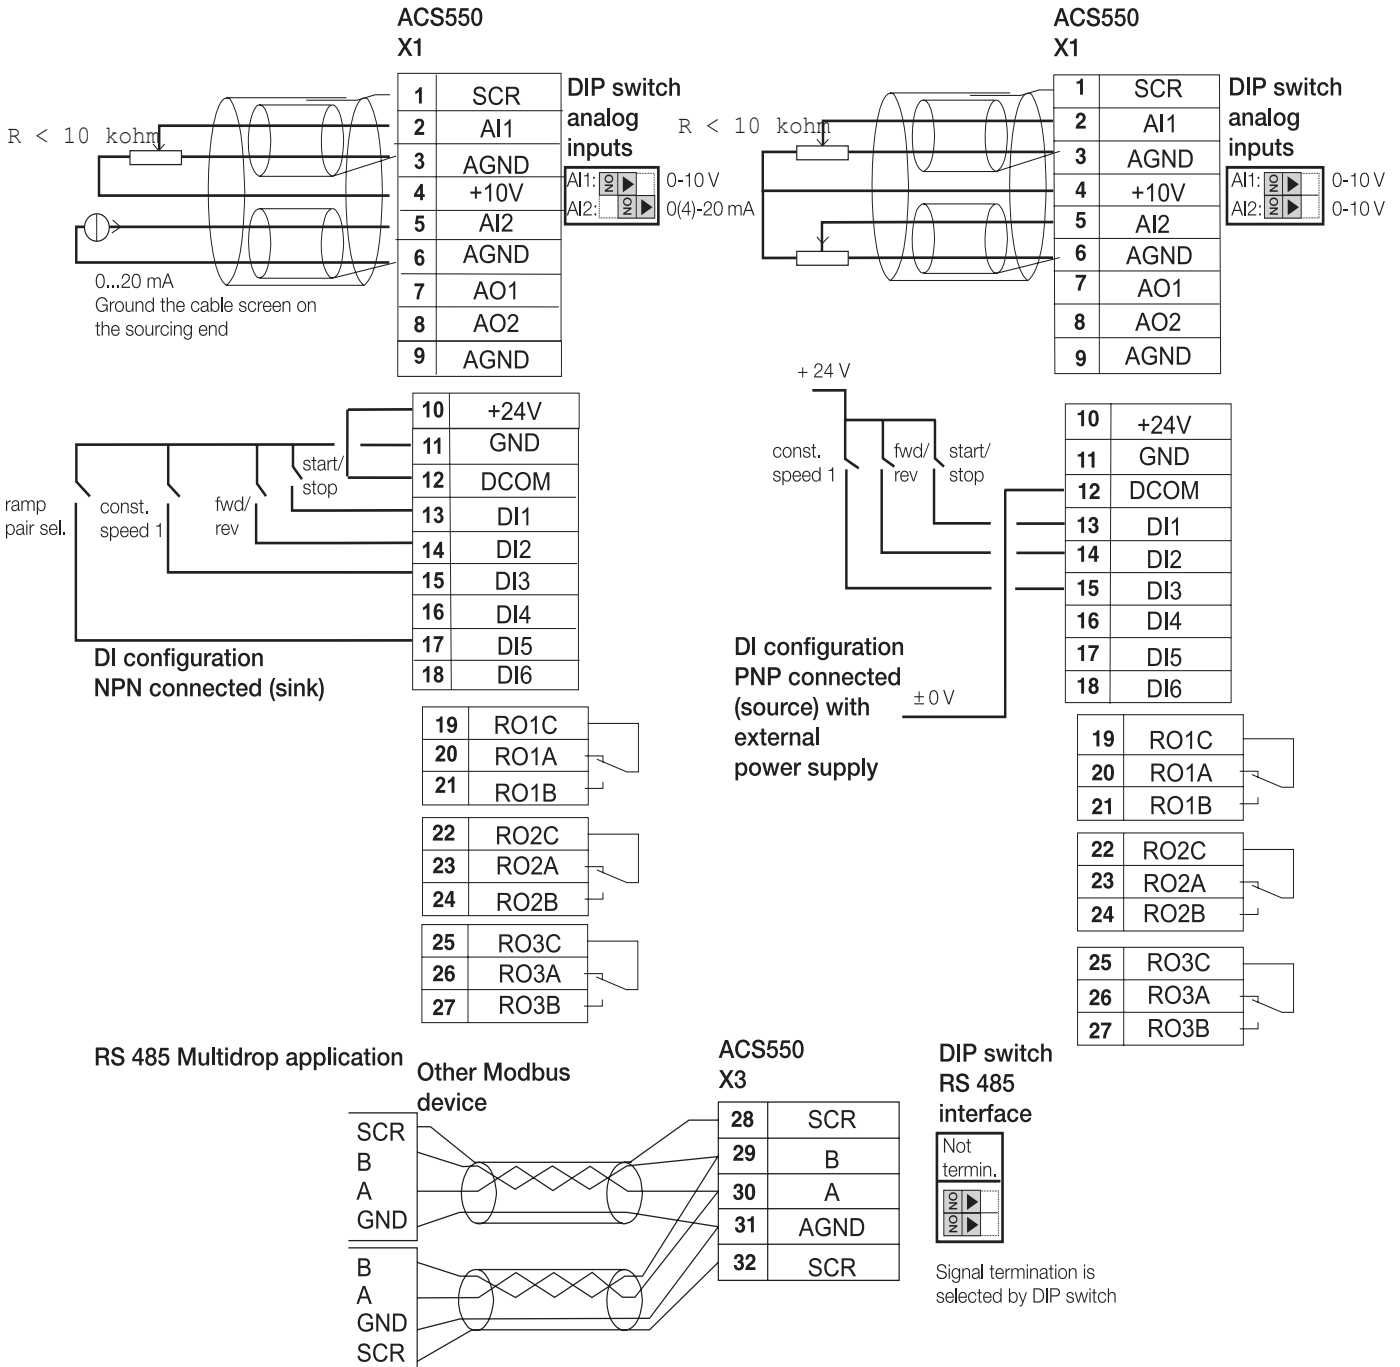 ACS550
X1
1 SCR
2 AI1
3 AGND
4 +10V
5 AI2
6 AGND
7 AO1
8 AO2
9 AGND
DIP switch
analog
inputs
AI1: ON 0-10 V
AI2: ON 0(4)-20 mA
R < 10 kohm
0...20 mA
Ground the cable screen on
the sourcing end
10 +24V
11 GND
12 DCOM
13 DI1
14 DI2
15 DI3
16 DI4
17 DI5
18 DI6
ramp
pair sel.
const.
speed 1
fwd/
rev
start/
stop
DI configuration
NPN connected (sink)
19 RO1C
20 RO1A
21 RO1B
22 RO2C
23 RO2A
24 RO2B
25 RO3C
26 RO3A
27 RO3B
ACS550
X1
1 SCR
2 AI1
3 AGND
4 +10V
5 AI2
6 AGND
7 AO1
8 AO2
9 AGND
DIP switch
analog
inputs
AI1: ON 0-10 V
AI2: ON 0-10 V
R < 10 kohm
+ 24 V
const.
speed 1
fwd/
rev
start/
stop
10 +24V
11 GND
12 DCOM
13 DI1
14 DI2
15 DI3
16 DI4
17 DI5
18 DI6
DI configuration
PNP connected
(source) with
external
power supply
±0 V
19 RO1C
20 RO1A
21 RO1B
22 RO2C
23 RO2A
24 RO2B
25 RO3C
26 RO3A
27 RO3B
RS 485 Multidrop application
Other Modbus
device
SCR
B
A
GND
B
A
GND
SCR
ACS550
X3
28 SCR
29 B
30 A
31 AGND
32 SCR
DIP switch
RS 485
interface
Not
termin.
ON
ON
Signal termination is
selected by DIP switch